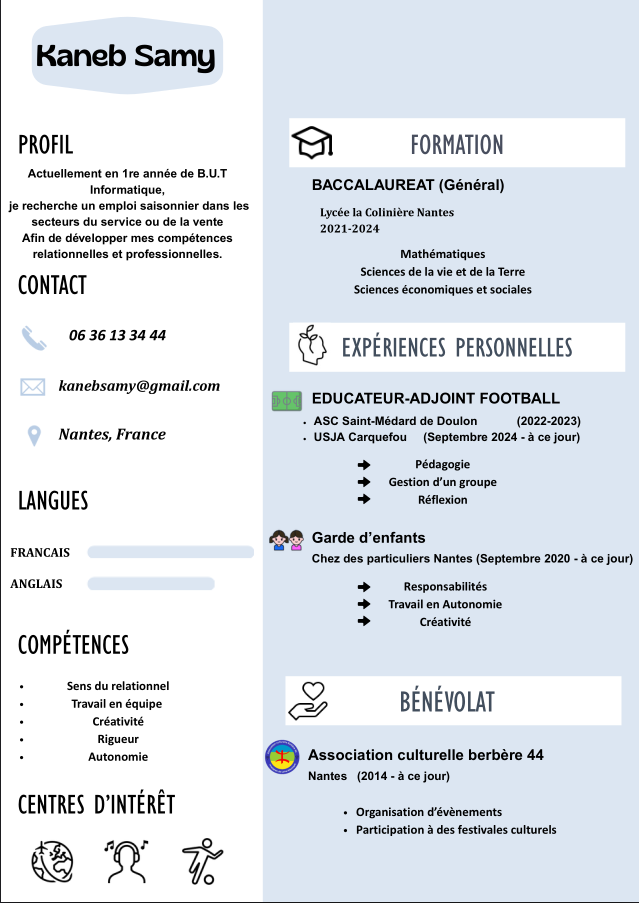 Kaneb Samy
PROFIL
Actuellement en 1re année de B.U.T
Informatique,
je recherche un emploi saisonnier dans les
secteurs du service ou de la vente
Afin de développer mes compétences
relationnelles et professionnelles.
CONTACT
06 36 13 34 44
kanebsamy@gmail.com
Nantes, France
LANGUES
FRANCAIS
ANGLAIS
COMPÉTENCES
• Sens du relationnel
• Travail en équipe
• Créativité
• Rigueur
• Autonomie
CENTRES D'INTÉRÊT
FORMATION
BACCALAUREAT (Général)
Lycée la Colinière Nantes
2021-2024
Mathématiques
Sciences de la vie et de la Terre
Sciences économiques et sociales
EXPÉRIENCES PERSONNELLES
EDUCATEUR-ADJOINT FOOTBALL
• ASC Saint-Médard de Doulon (2022-2023)
• USJA Carquefou (Septembre 2024 - à ce jour)
Pédagogie
Gestion d'un groupe
Réflexion
Garde d'enfants
Chez des particuliers Nantes (Septembre 2020 - à ce jour)
Responsabilités
Travail en Autonomie
Créativité
BÉNÉVOLAT
Association culturelle berbère 44
Nantes (2014 - à ce jour)
• Organisation d'évènements
• Participation à des festivales culturels